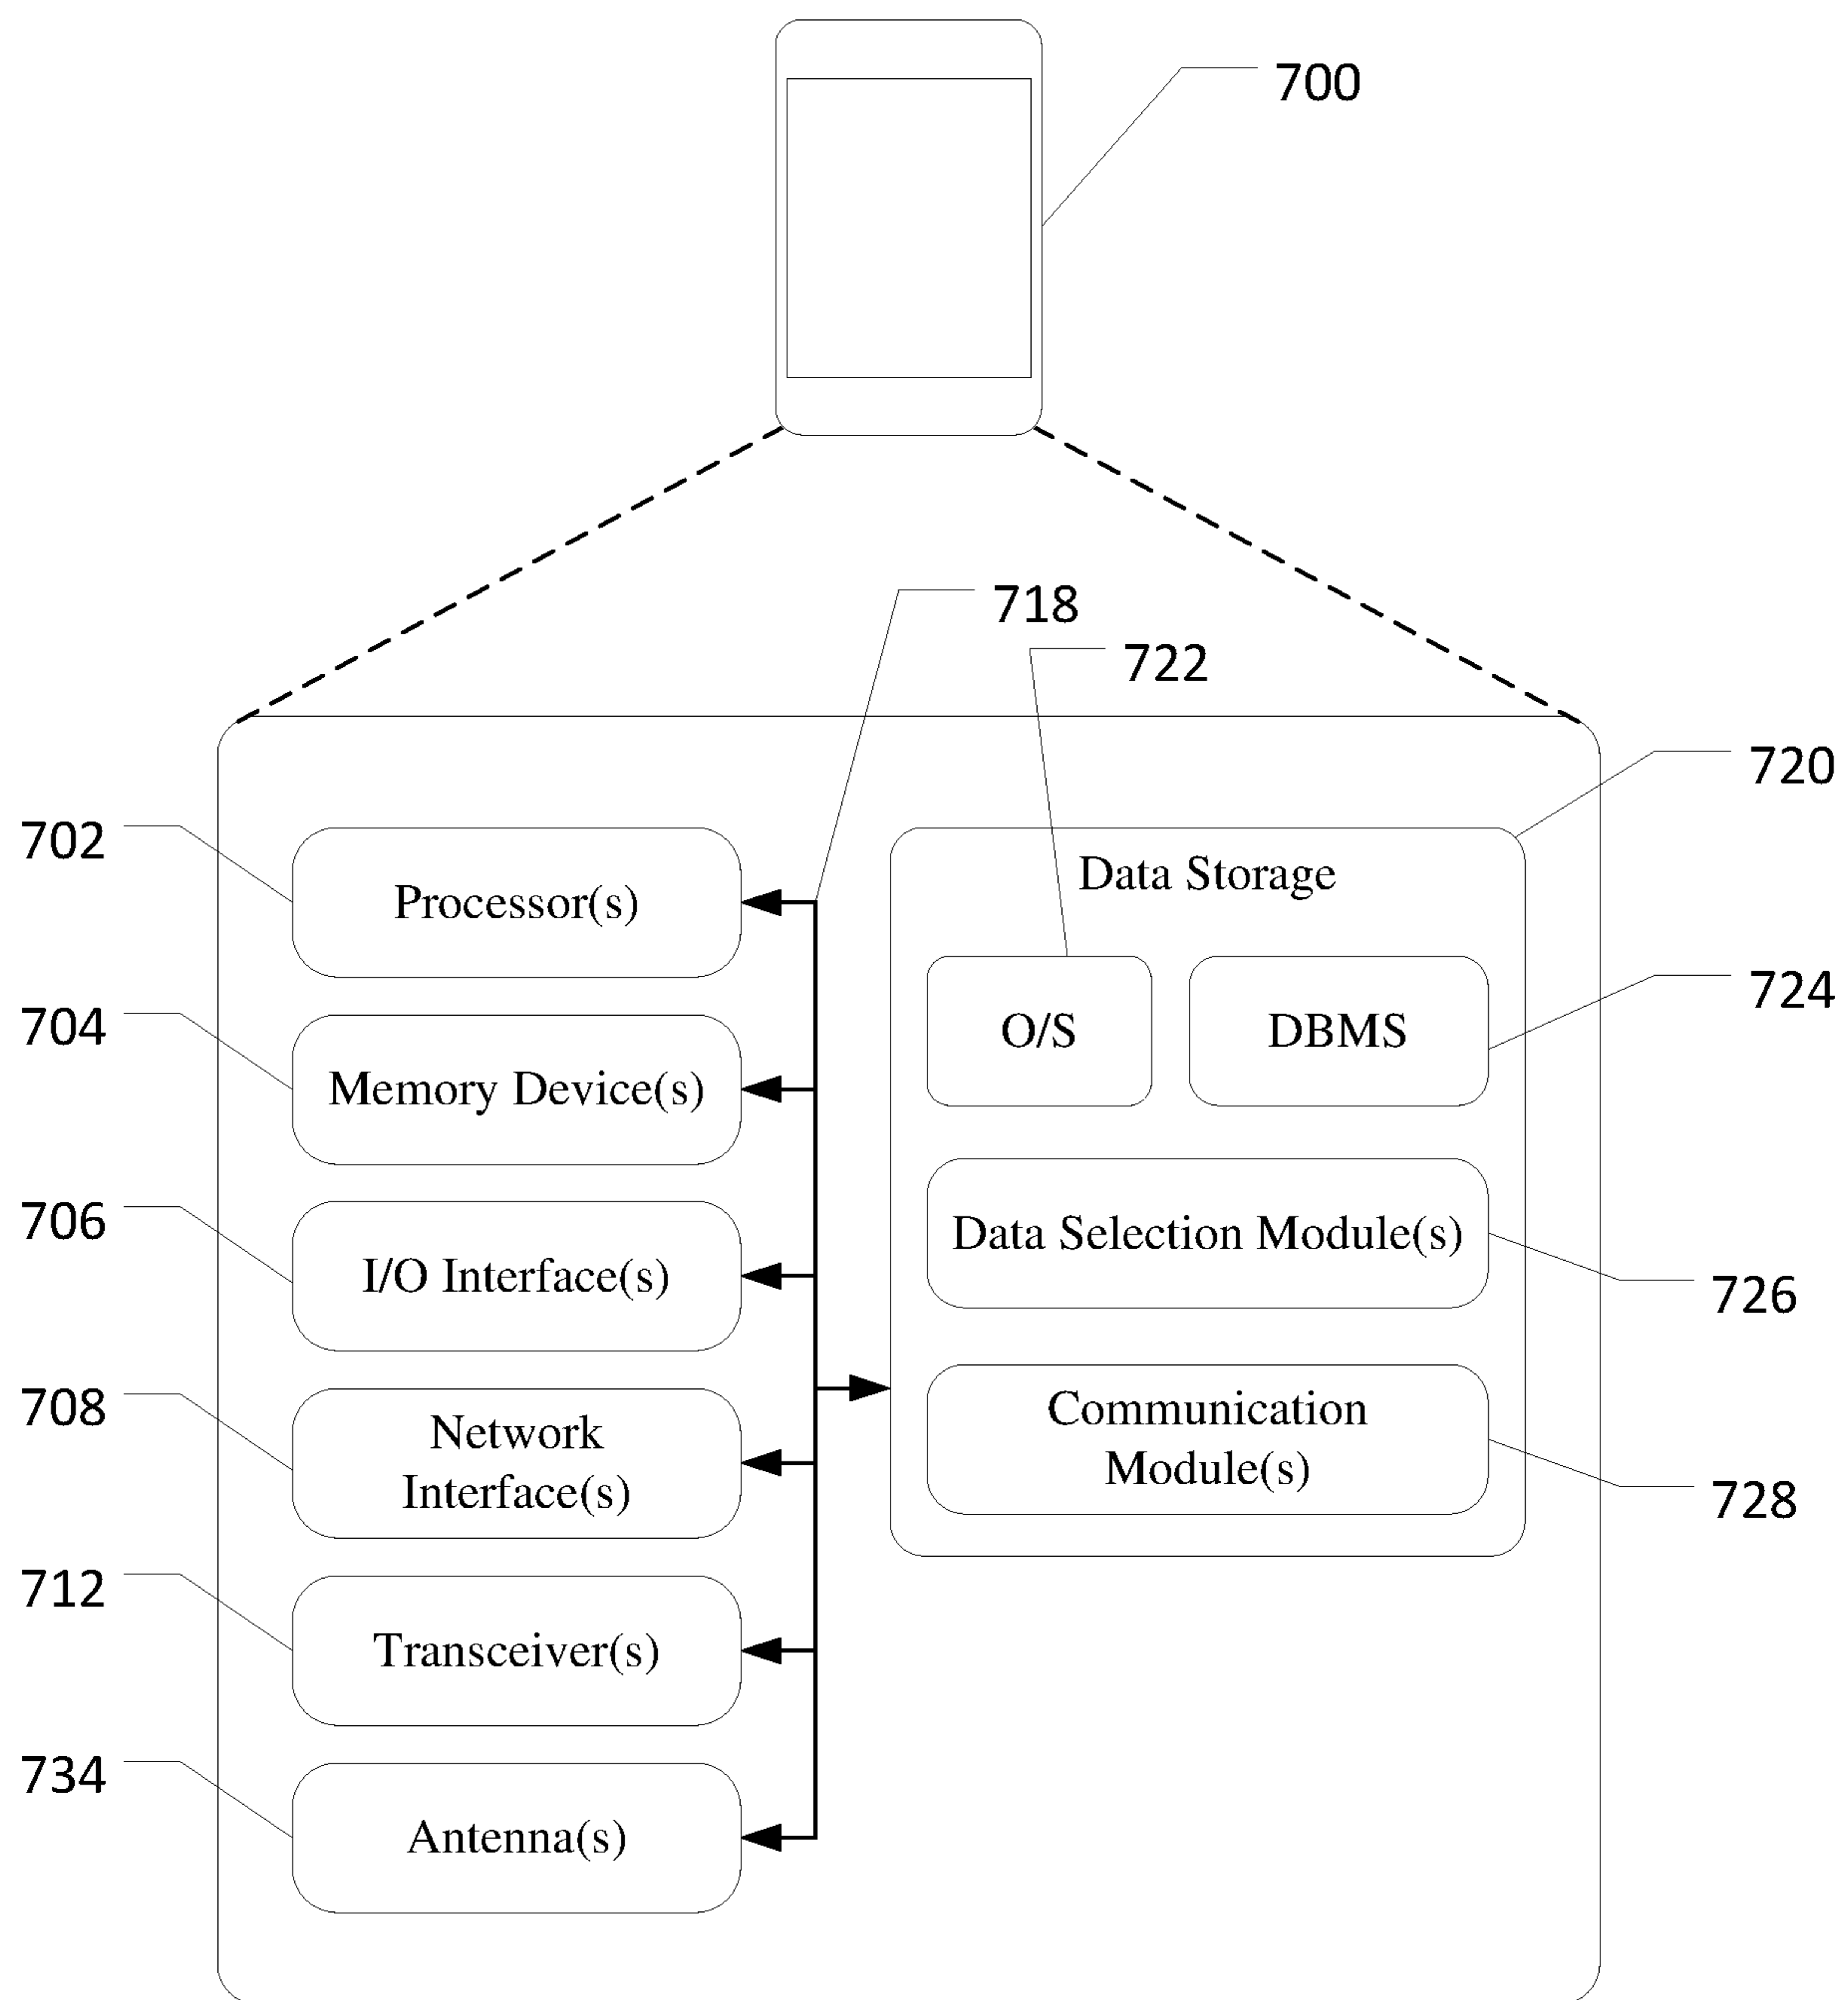 700
718
722
720
702
Processor(s)
Data Storage
704
Memory Device(s)
O/S
DBMS
724
706
I/O Interface(s)
Data Selection Module(s)
726
708
Network
Interface(s)
Communication
Module(s)
728
712
Transceiver(s)
734
Antenna(s)